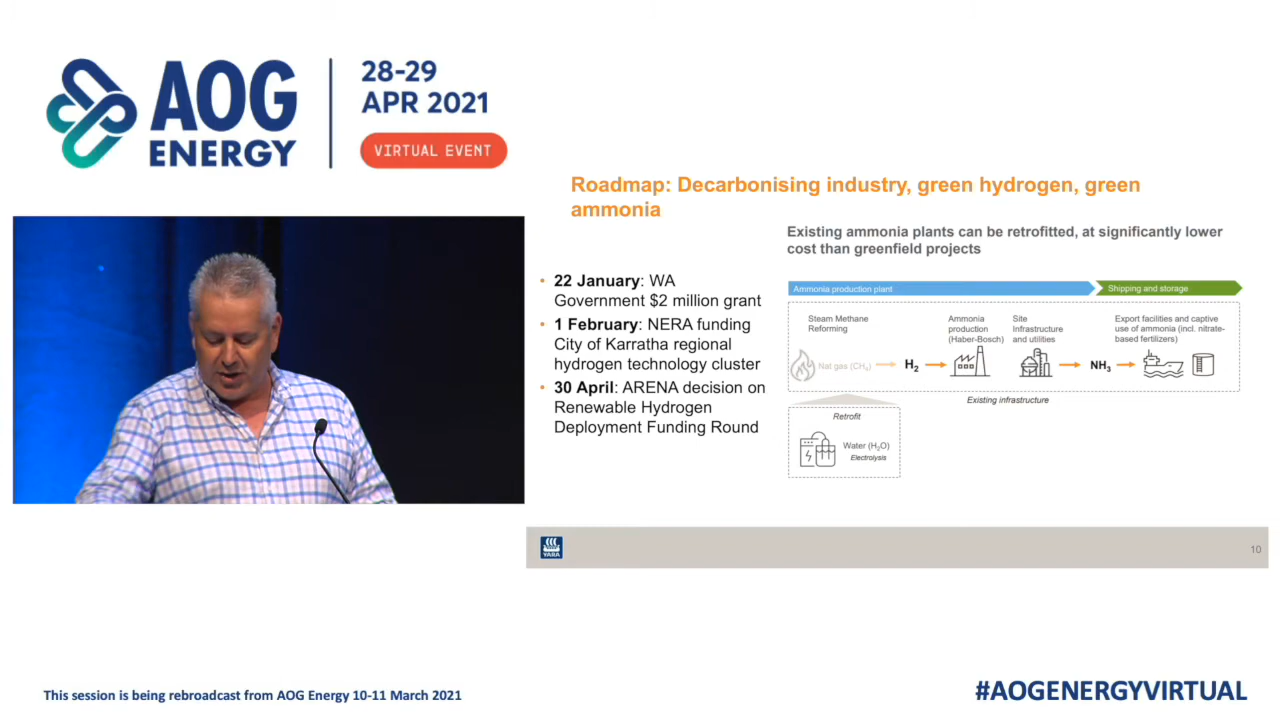 AOG
ENERGY
28-29
APR 2021
VIRTUAL EVENT
Roadmap: Decarbonising industry, green hydrogen, green
ammonia
• 22 January: WA
Government $2 million grant
• 1 February: NERA funding
City of Karratha regional
hydrogen technology cluster
• 30 April: ARENA decision on
Renewable Hydrogen
Deployment Funding Round
Existing ammonia plants can be retrofitted, at significantly lower
cost than greenfield projects
Ammonia production plant
Shipping and storage
Steam Methane
Reforming
Ammonia
production
(Haber-Bosch)
Site
Infrastructure
and utilities
Export facilities and captive
use of ammonia (incl. nitrate-
based fertilizers)
Nat gas (CH₄)
H₂
NH₃
Existing infrastructure
Retrofit
Water (H₂O)
Electrolysis
YARA
10
This session is being rebroadcast from AOG Energy 10-11 March 2021
#AOGENERGYVIRTUAL